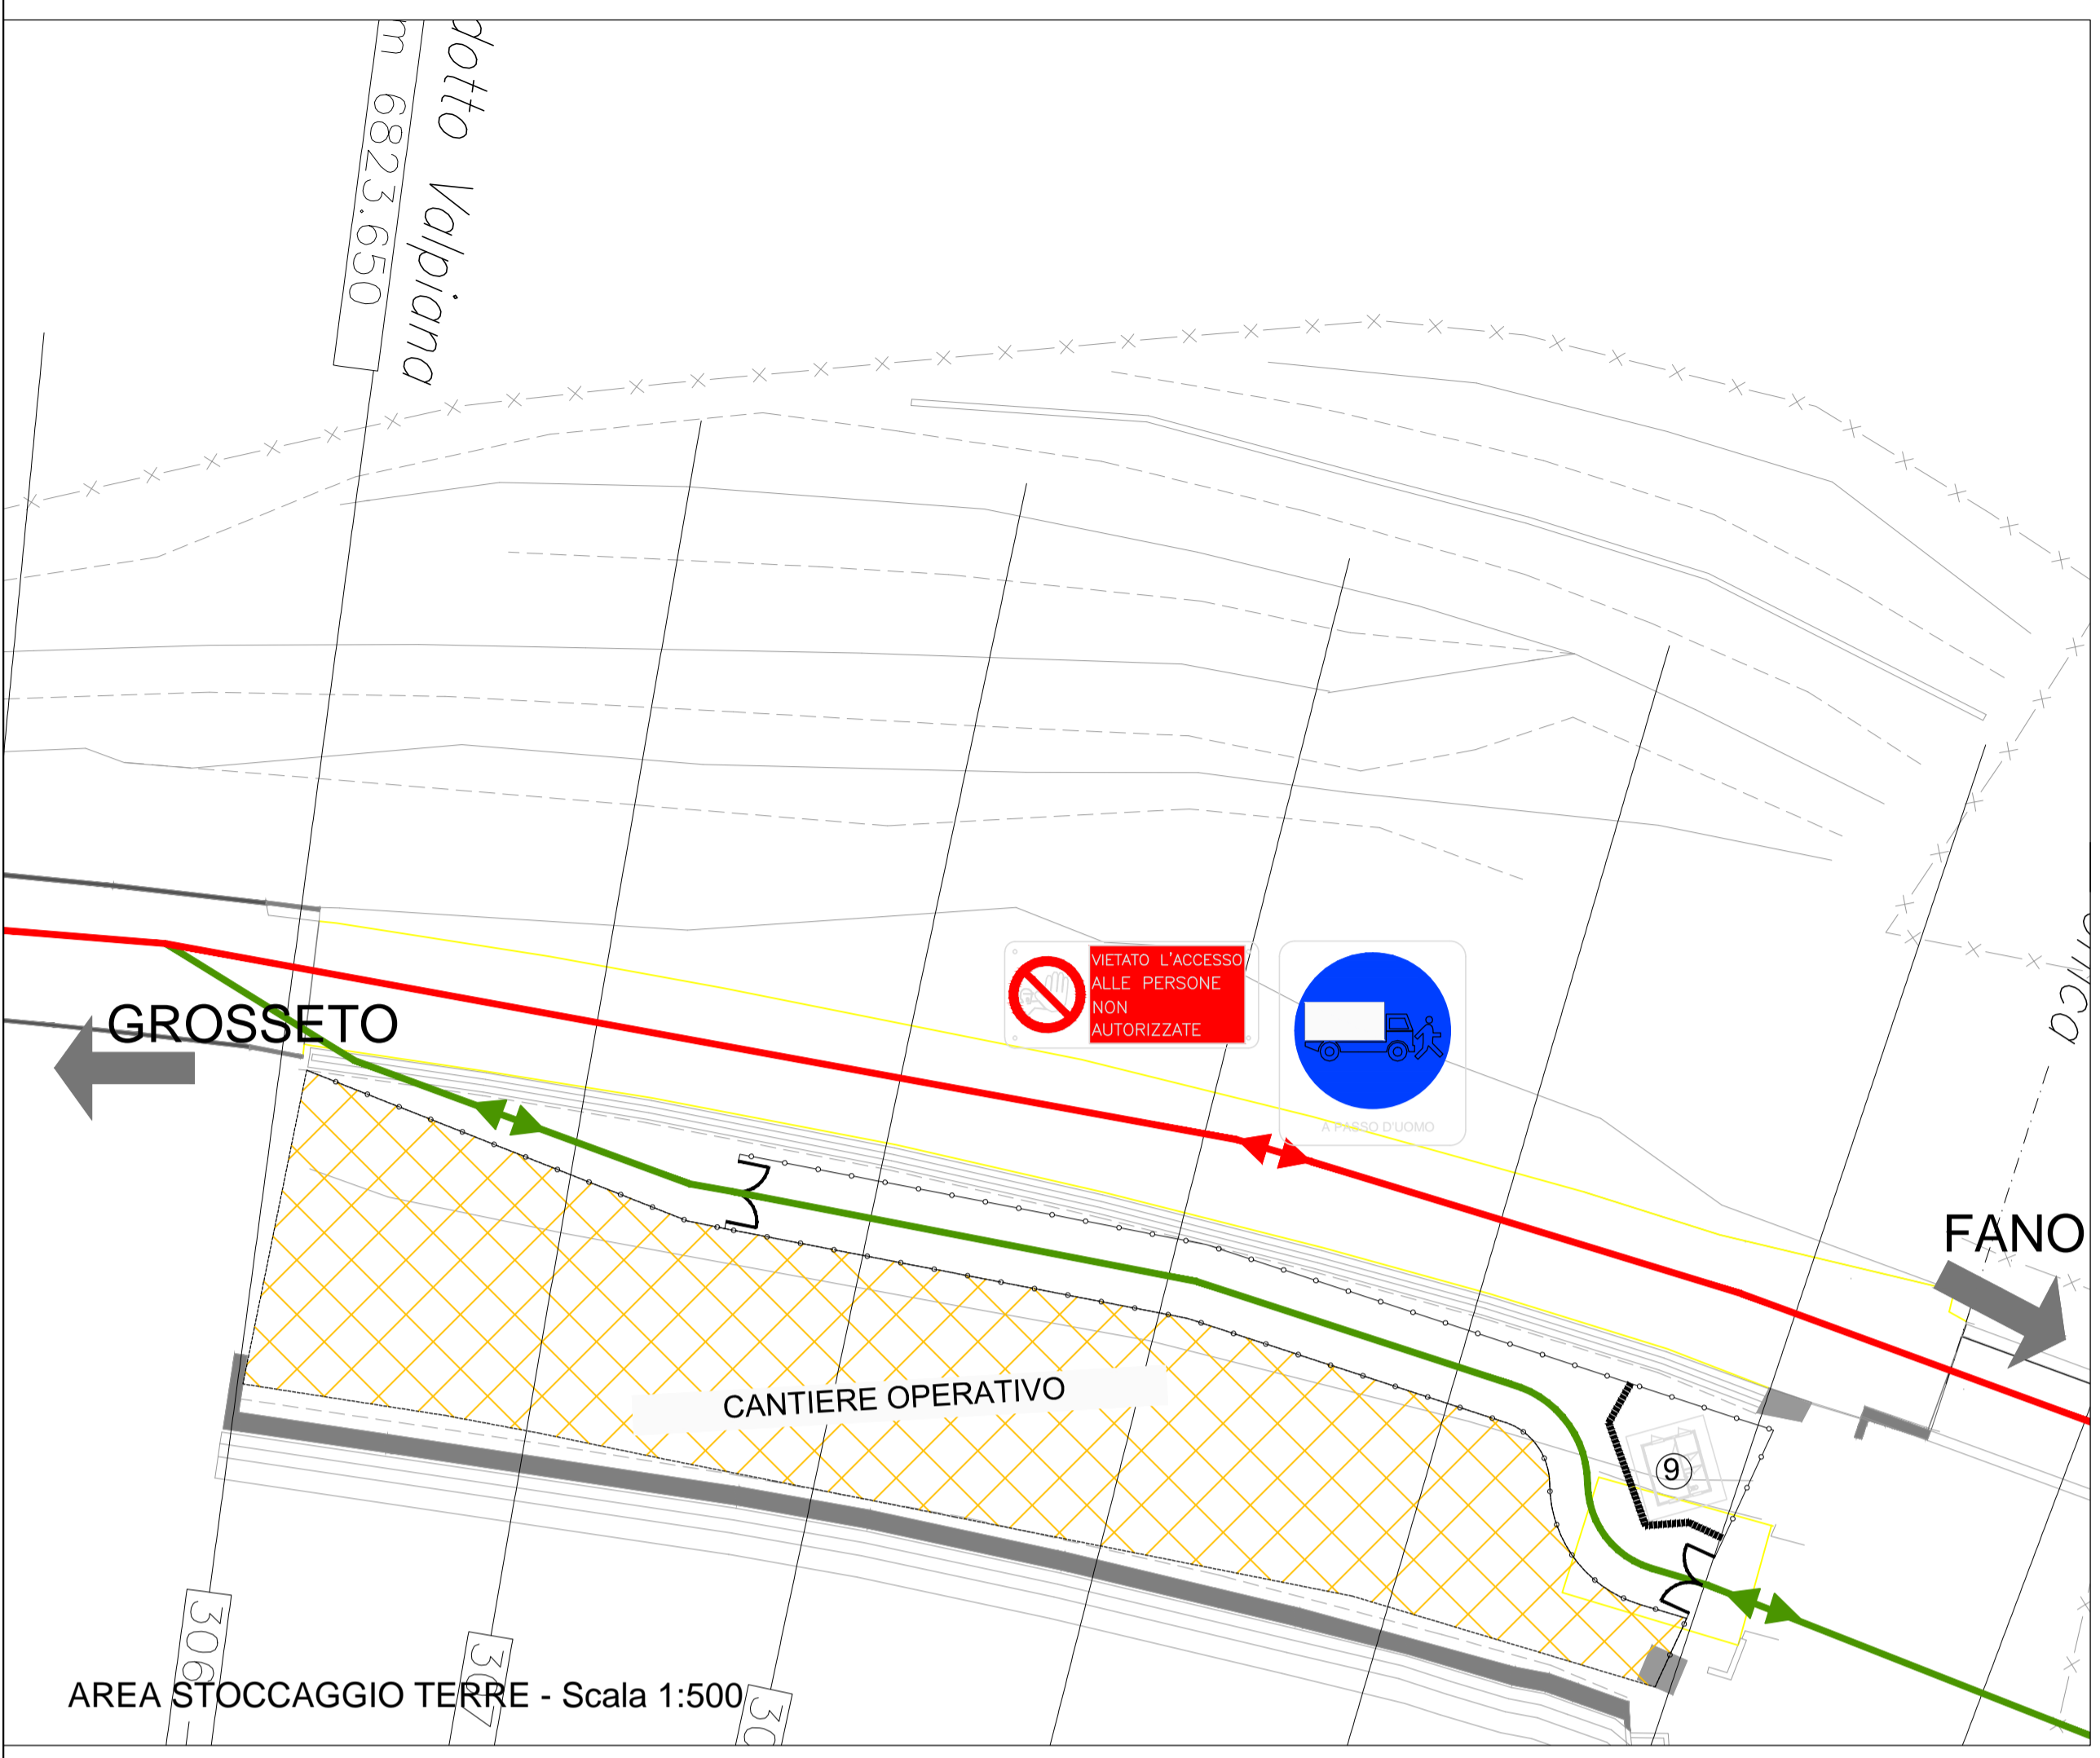 dotto Valpiana
m 6823.650
VIETATO L'ACCESSO
ALLE PERSONE
NON
AUTORIZZATE
A PASSO D'UOMO
GROSSETO
FANO
CANTIERE OPERATIVO
9
306
307
30
AREA STOCCAGGIO TERRE - Scala 1:500